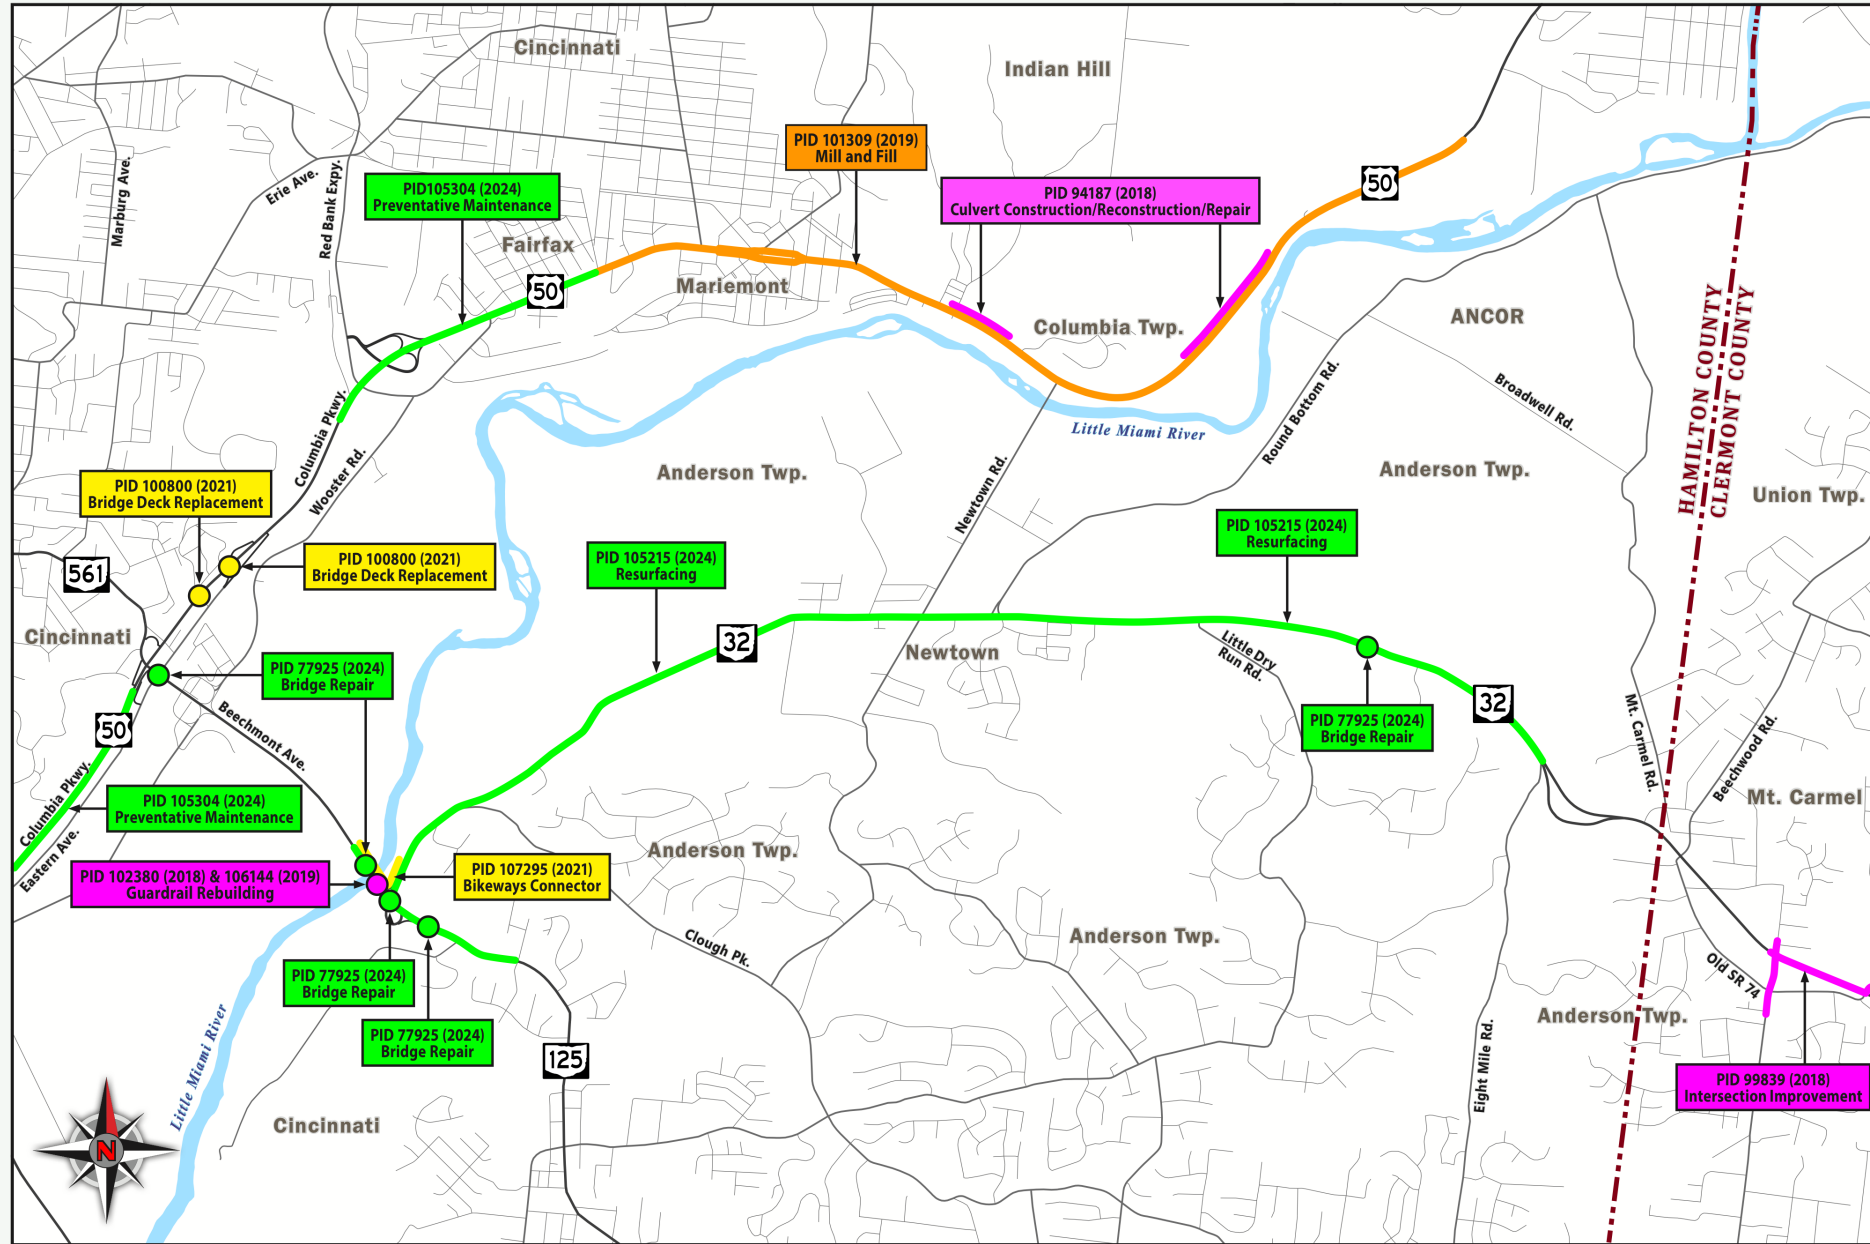 Cincinnati
Indian Hill
PID 101309 (2019)
Mill and Fill
Marburg Ave.
Erie Ave.
Red Bank Expy.
PID105304 (2024)
Preventative Maintenance
PID 94187 (2018)
Culvert Construction/Reconstruction/Repair
50
Fairfax
50
Mariemont
Columbia Twp.
ANCOR
HAMILTON COUNTY
CLERMONT COUNTY
Columbia Pkwy.
Wooster Rd.
Little Miami River
Round Bottom Rd.
Broadwell Rd.
Anderson Twp.
Newtown Rd.
Anderson Twp.
Union Twp.
PID 100800 (2021)
Bridge Deck Replacement
PID 100800 (2021)
Bridge Deck Replacement
PID 105215 (2024)
Resurfacing
PID 105215 (2024)
Resurfacing
561
Cincinnati
32
Newtown
Little Dry
Run Rd.
PID 77925 (2024)
Bridge Repair
PID 77925 (2024)
Bridge Repair
32
Mt. Carmel Rd.
Beechwood Rd.
50
Beechmont Ave.
Columbia Pkwy.
Eastern Ave.
PID 105304 (2024)
Preventative Maintenance
Mt. Carmel
Anderson Twp.
PID 102380 (2018) & 106144 (2019)
Guardrail Rebuilding
PID 107295 (2021)
Bikeways Connector
Clough Pk.
Anderson Twp.
Old SR 74
PID 77925 (2024)
Bridge Repair
PID 77925 (2024)
Bridge Repair
125
Anderson Twp.
Little Miami River
Eight Mile Rd.
PID 99839 (2018)
Intersection Improvement
Cincinnati
N